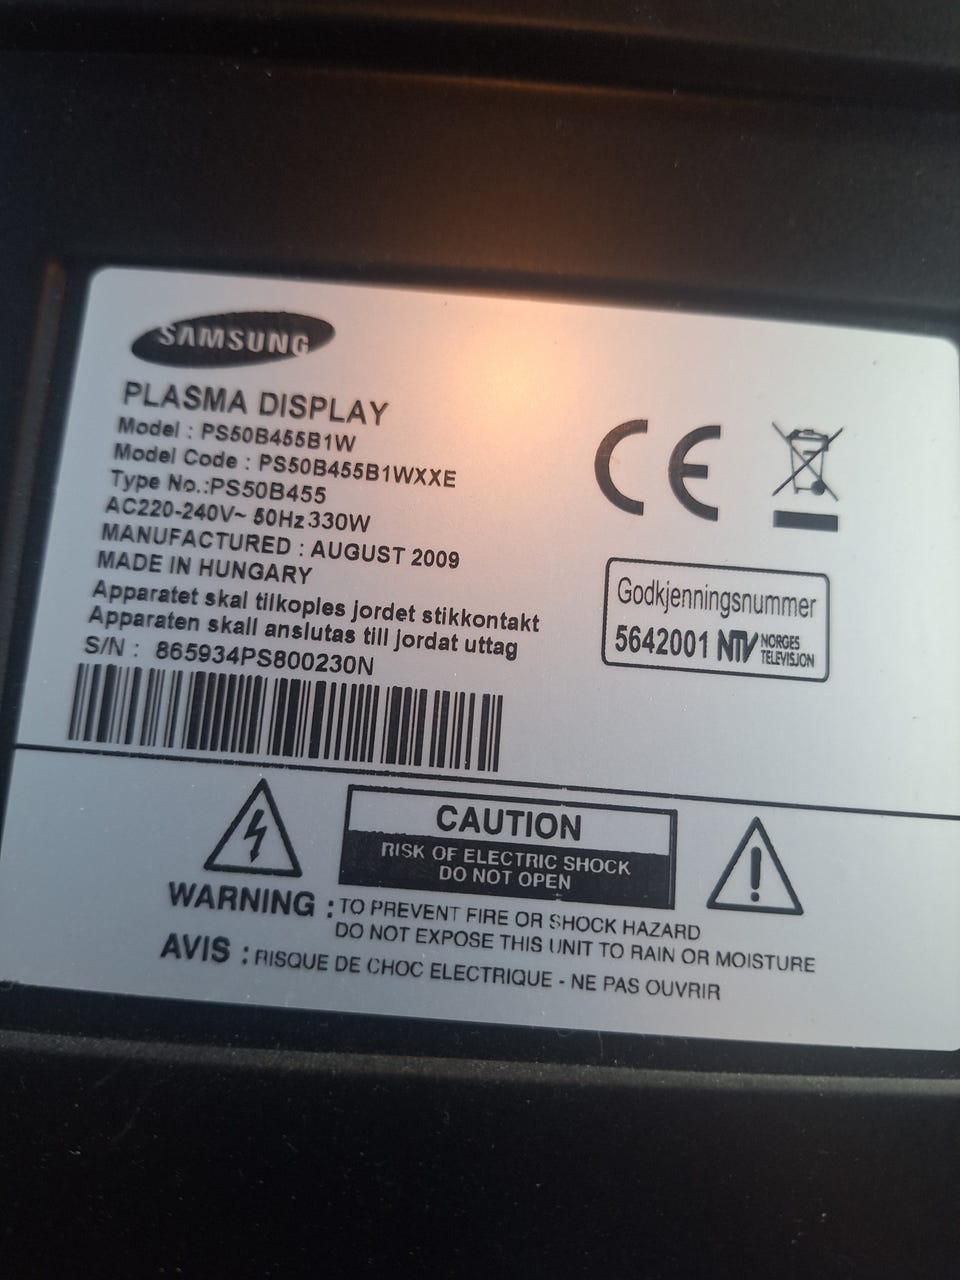 SAMSUNG
PLASMA DISPLAY
Model : PS50B455B1W
Model Code : PS50B455B1WXXE
Type No.:PS50B455
AC220-240V~ 50Hz 330W
MANUFACTURED : AUGUST 2009
MADE IN HUNGARY
Apparatet skal tilkoples jordet stikkontakt
Apparaten skall anslutas till jordat uttag
S/N : 865934PS800230N
CE
Godkjenningsnummer
5642001 NTV NORGES
TELEVISJON
CAUTION
RISK OF ELECTRIC SHOCK
DO NOT OPEN
WARNING : TO PREVENT FIRE OR SHOCK HAZARD
DO NOT EXPOSE THIS UNIT TO RAIN OR MOISTURE
AVIS : RISQUE DE CHOC ELECTRIQUE - NE PAS OUVRIR